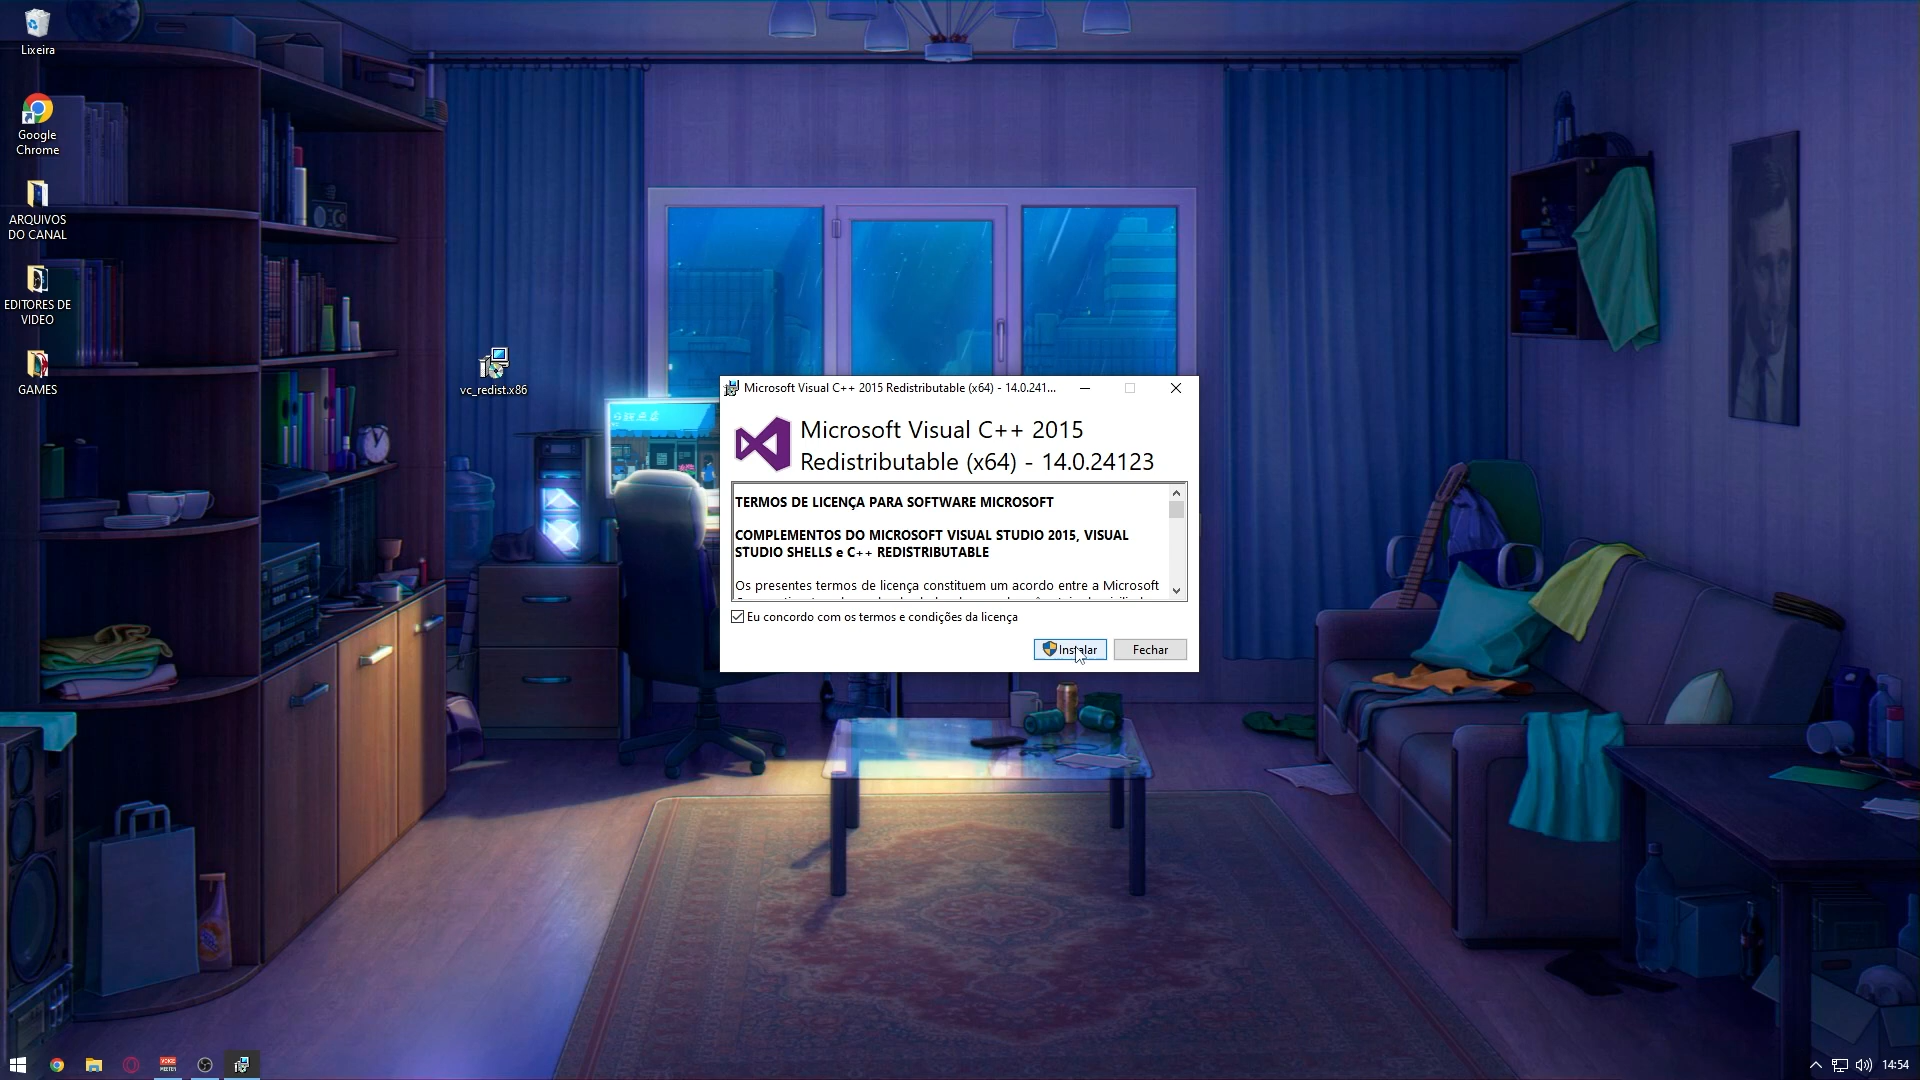 Lixeira
Google
Chrome
ARQUIVOS
DO CANAL
EDITORES DE
VIDEO
GAMES
vc_redist.x86
Microsoft Visual C++ 2015 Redistributable (x64) - 14.0.241...
Microsoft Visual C++ 2015
Redistributable (x64) - 14.0.24123
TERMOS DE LICENÇA PARA SOFTWARE MICROSOFT
COMPLEMENTOS DO MICROSOFT VISUAL STUDIO 2015, VISUAL
STUDIO SHELLS e C++ REDISTRIBUTABLE
Os presentes termos de licença constituem um acordo entre a Microsoft
Eu concordo com os termos e condições da licença
Instalar
Fechar
14:54